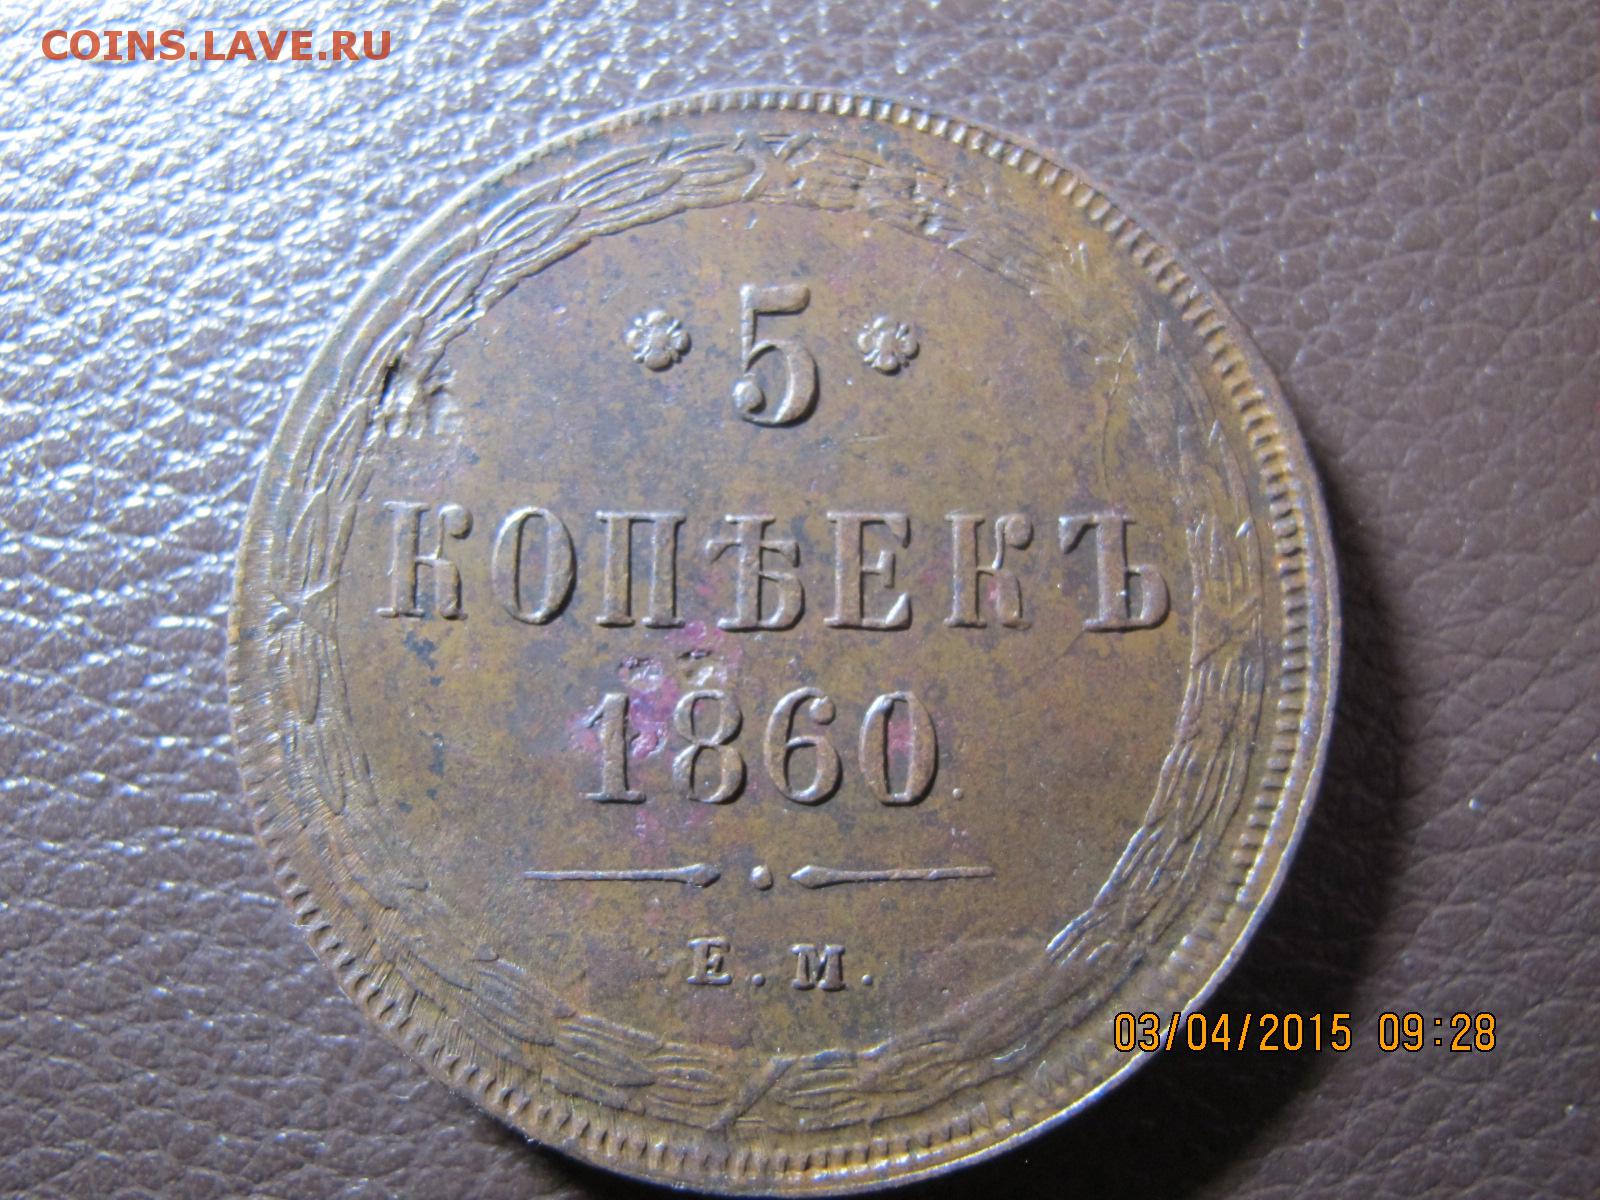 COINS.LAVE.RU
* 5 *
КОПѢЕКЪ
1860.
Е. М.
03/04/2015 09:28